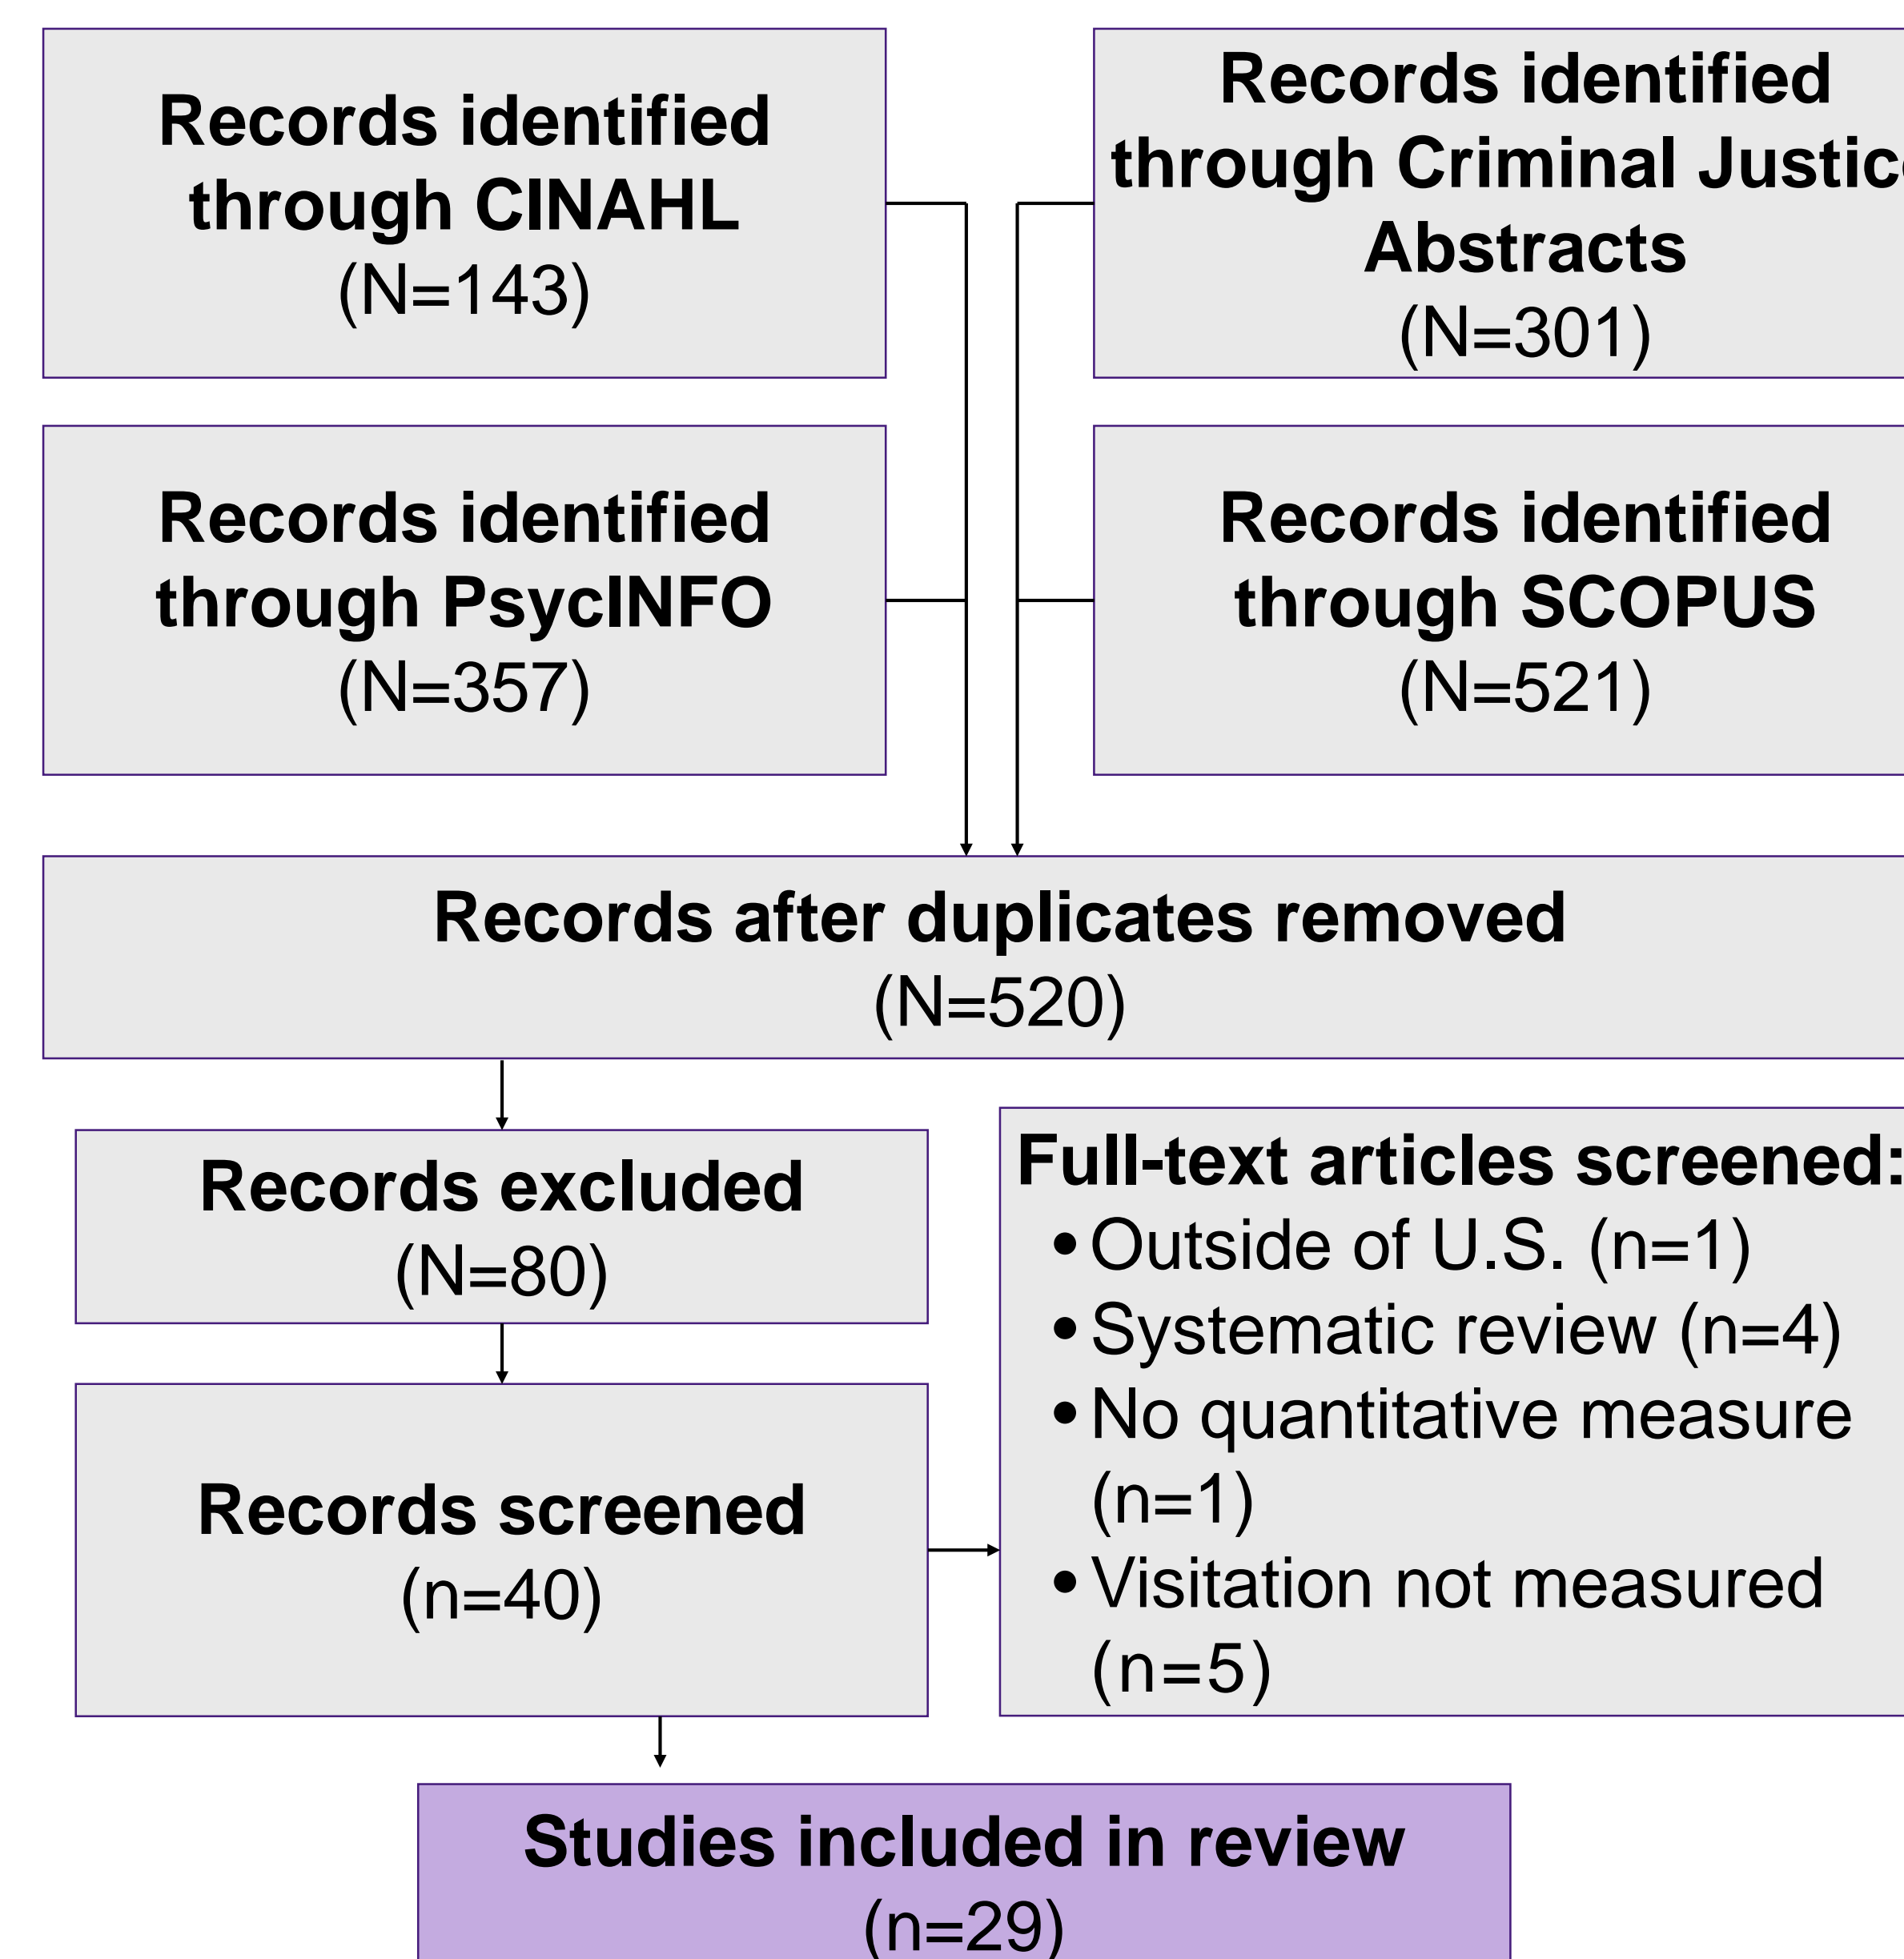 Records identified
through CINAHL
(N=143)
Records identified
through Criminal Justice
Abstracts
(N=301)
Records identified
through PsycINFO
(N=357)
Records identified
through SCOPUS
(N=521)
Records after duplicates removed
(N=520)
Records excluded
(N=80)
Full-text articles screened:
• Outside of U.S. (n=1)
• Systematic review (n=4)
• No quantitative measure
(n=1)
• Visitation not measured
(n=5)
Records screened
(n=40)
Studies included in review
(n=29)